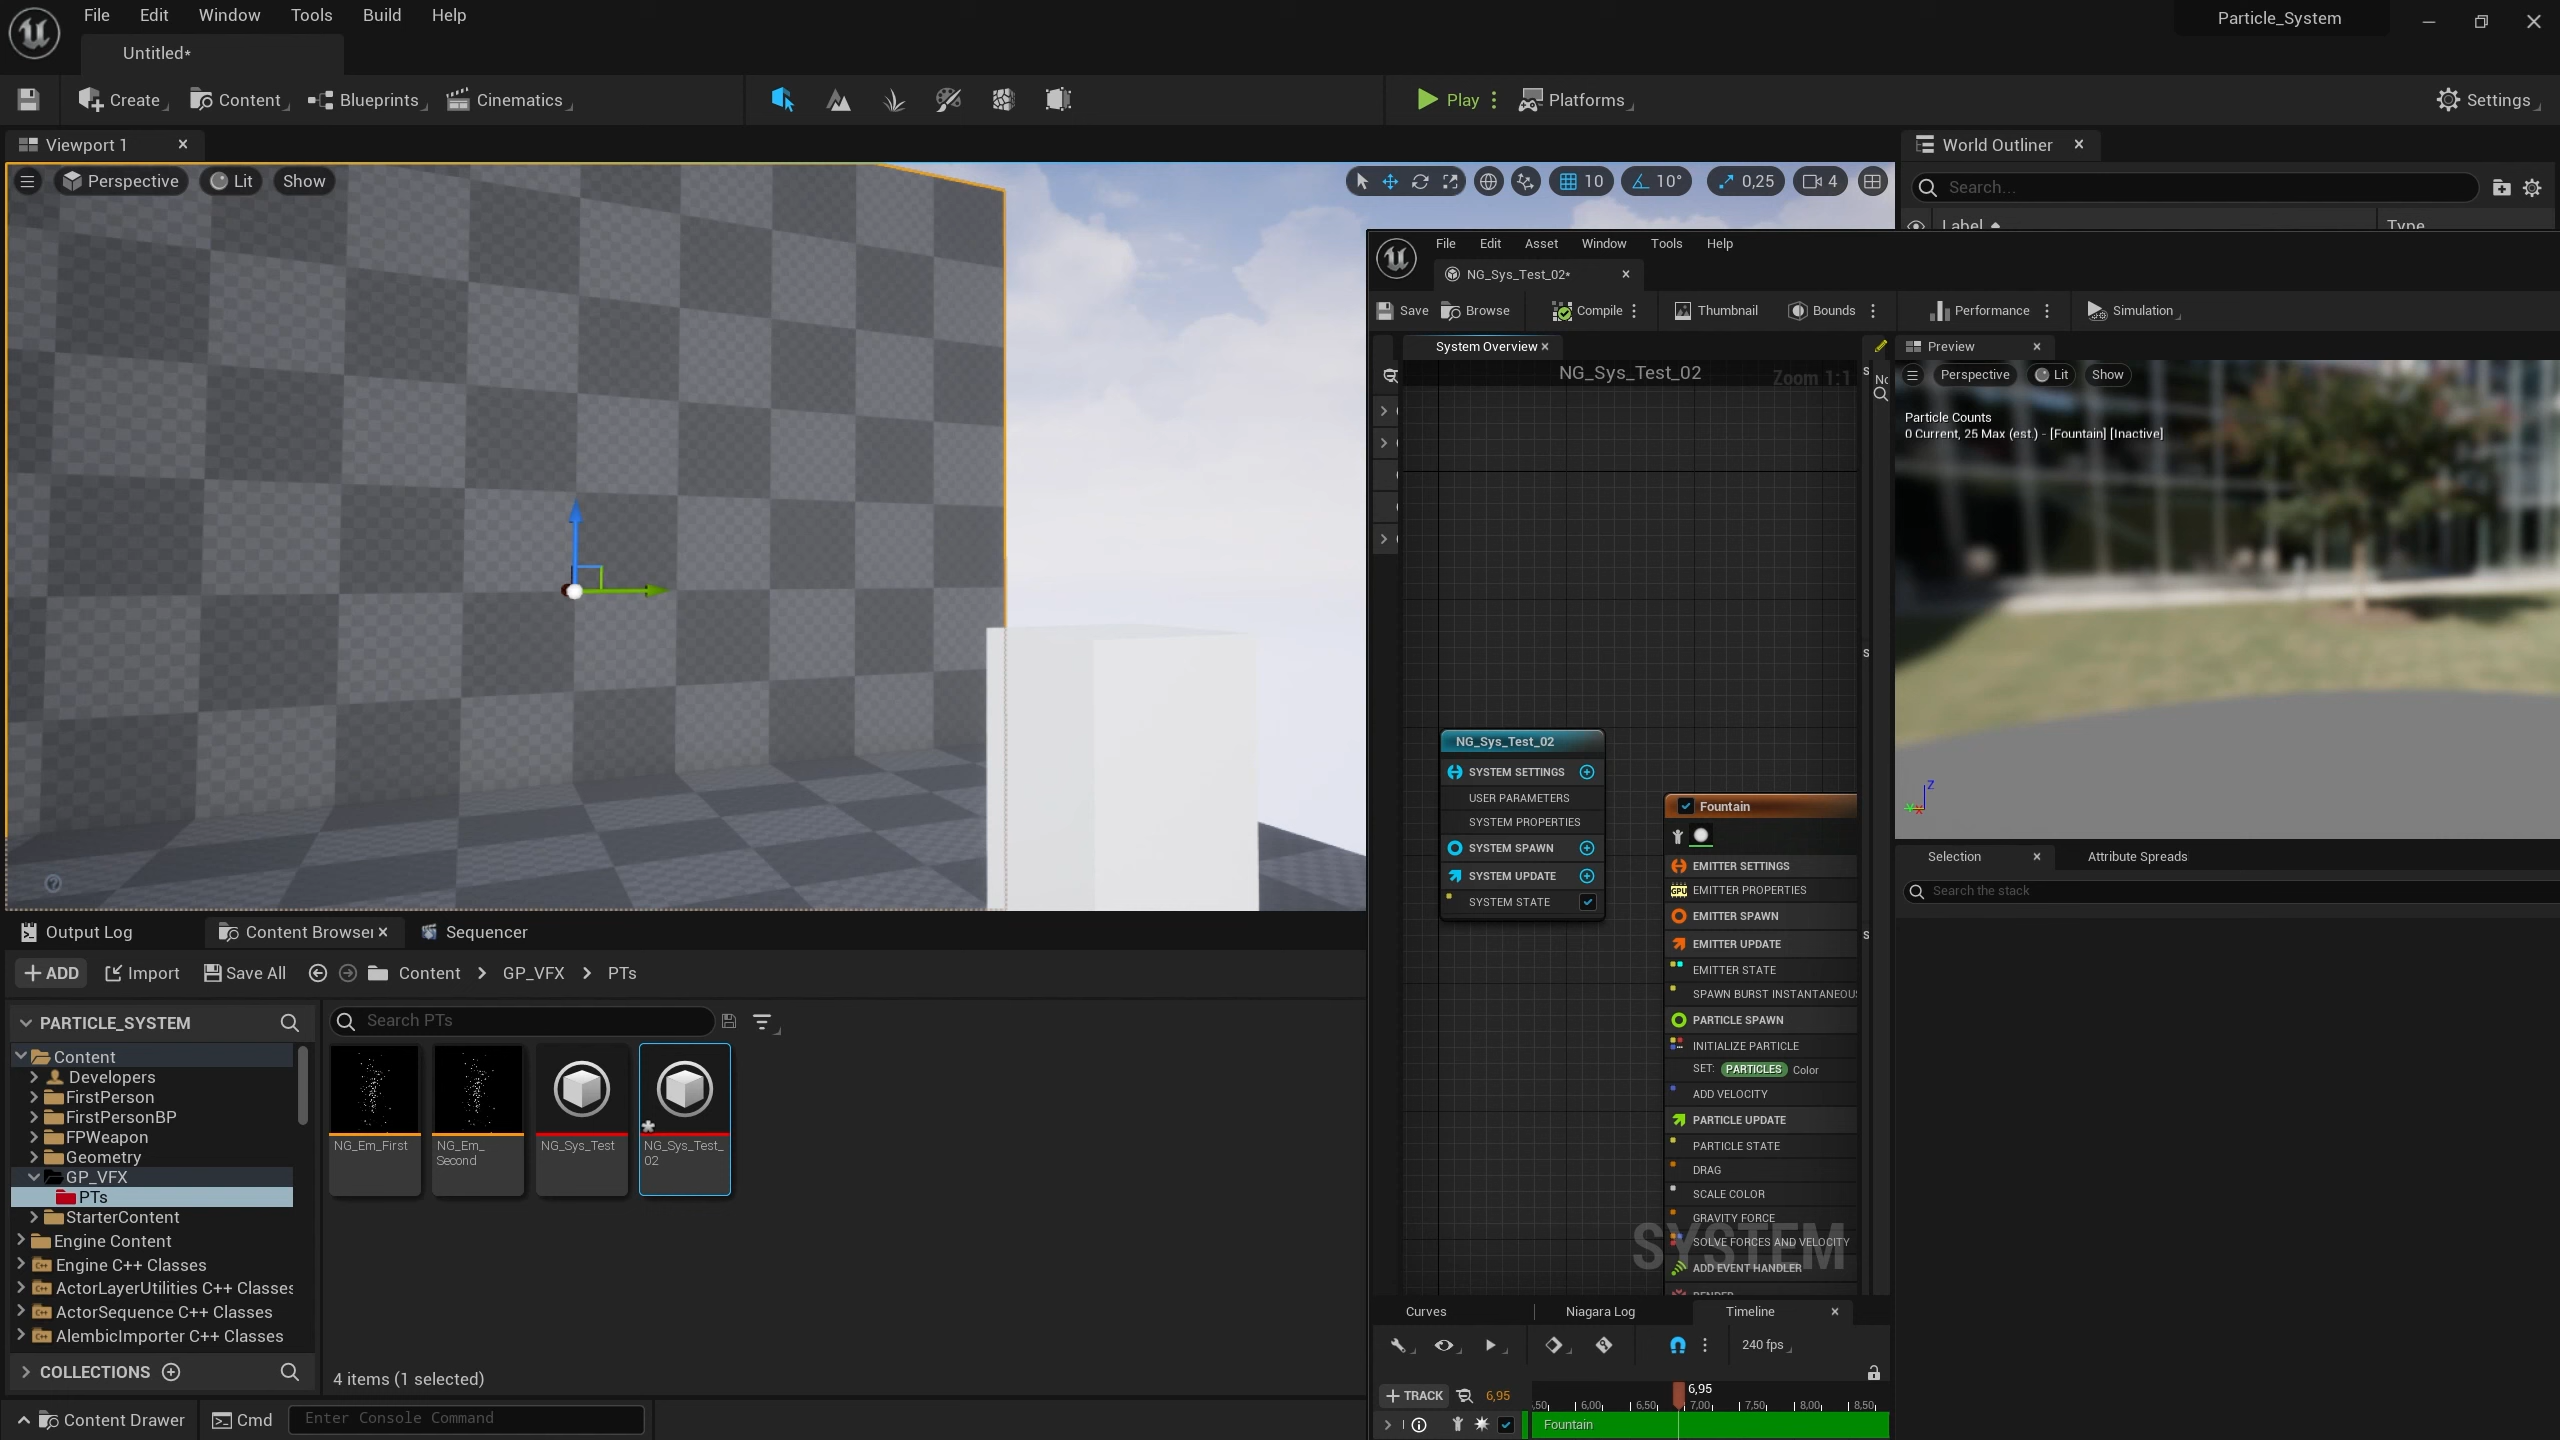 File Edit Window Tools Build Help
Particle_System
Untitled*
Create Content Blueprints Cinematics
Play Platforms
Settings
Viewport 1
World Outliner
Perspective Lit Show
10 10° 0,25 4
Search...
Label Type
File Edit Asset Window Tools Help
NG_Sys_Test_02*
Save Browse Compile Thumbnail Bounds Performance Simulation
System Overview
Preview
NG_Sys_Test_02
Zoom 1:1
Perspective Lit Show
Particle Counts
0 Current, 25 Max (est.) - [Fountain] [Inactive]
NG_Sys_Test_02
SYSTEM SETTINGS
USER PARAMETERS
SYSTEM PROPERTIES
SYSTEM SPAWN
SYSTEM UPDATE
SYSTEM STATE
Fountain
EMITTER SETTINGS
GPU EMITTER PROPERTIES
EMITTER SPAWN
EMITTER UPDATE
EMITTER STATE
SPAWN BURST INSTANTANEOUS
PARTICLE SPAWN
INITIALIZE PARTICLE
SET: PARTICLES Color
ADD VELOCITY
PARTICLE UPDATE
PARTICLE STATE
DRAG
SCALE COLOR
GRAVITY FORCE
SOLVE FORCES AND VELOCITY
ADD EVENT HANDLER
RENDER
SYSTEM
Z
Selection Attribute Spreads
Search the stack
Output Log Content Browser Sequencer
ADD Import Save All Content GP_VFX PTs
PARTICLE_SYSTEM
Search PTs
Content
Developers
FirstPerson
FirstPersonBP
FPWeapon
Geometry
GP_VFX
PTs
StarterContent
Engine Content
Engine C++ Classes
ActorLayerUtilities C++ Classes
ActorSequence C++ Classes
AlembicImporter C++ Classes
COLLECTIONS
NG_Em_First
NG_Em_
Second
NG_Sys_Test
NG_Sys_Test_
02
4 items (1 selected)
Content Drawer Cmd Enter Console Command
Curves Niagara Log Timeline
240 fps
TRACK 6,95
6,95
,50 6,00 6,50 7,00 7,50 8,00 8,50
Fountain